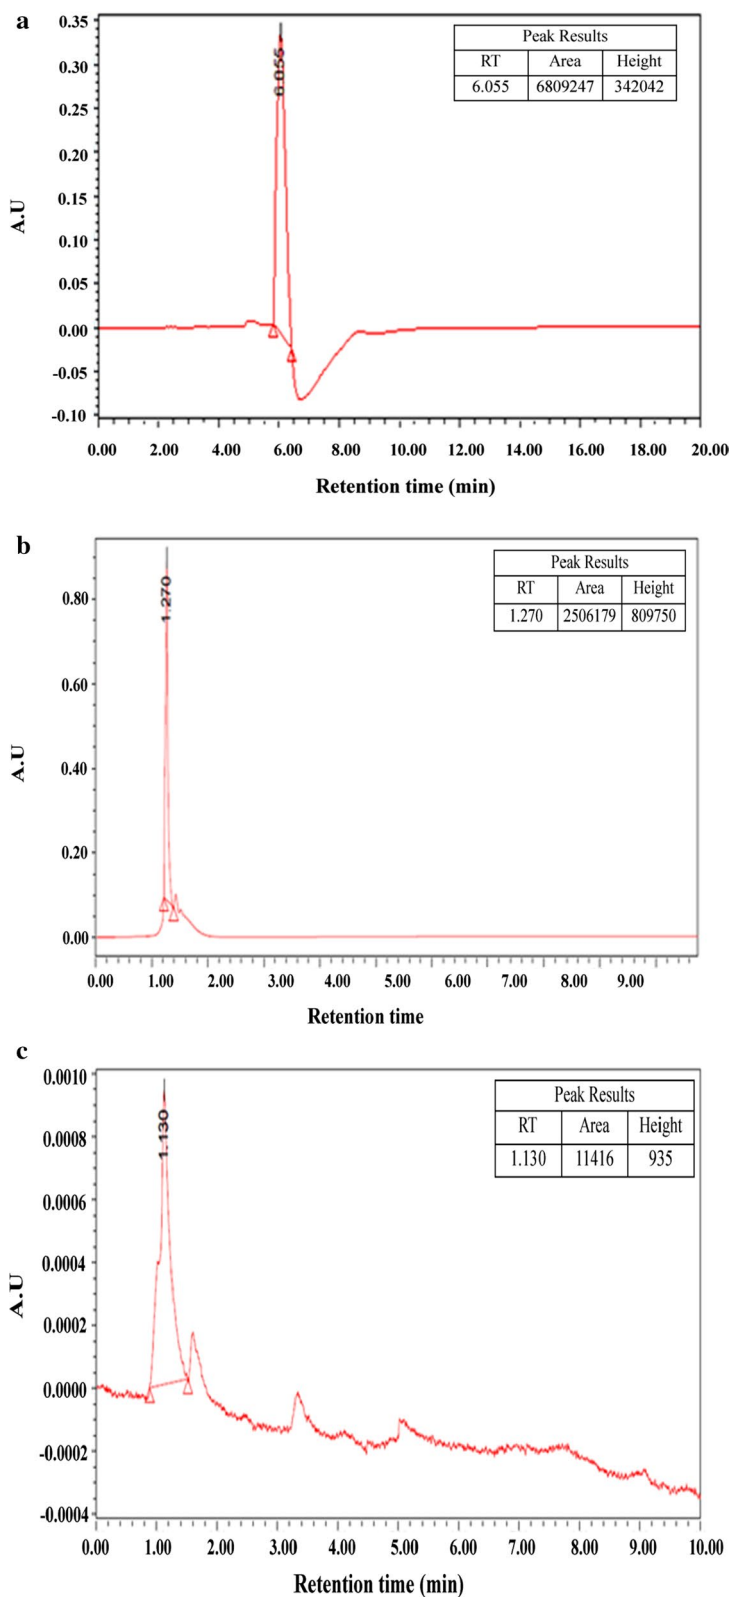 a
0.35
0.30
0.25
0.20
0.15
0.10
0.05
0.00
-0.05
-0.10
A.U
6.055
Peak Results
RT Area Height
6.055 6809247 342042
0.00 2.00 4.00 6.00 8.00 10.00 12.00 14.00 16.00 18.00 20.00
Retention time (min)
b
0.80
0.60
0.40
0.20
0.00
A.U
1.270
Peak Results
RT Area Height
1.270 2506179 809750
0.00 1.00 2.00 3.00 4.00 5.00 6.00 7.00 8.00 9.00
Retention time
c
0.0010
0.0008
0.0006
0.0004
0.0002
0.0000
-0.0002
-0.0004
A.U
1.130
Peak Results
RT Area Height
1.130 11416 935
0.00 1.00 2.00 3.00 4.00 5.00 6.00 7.00 8.00 9.00 10.00
Retention time (min)